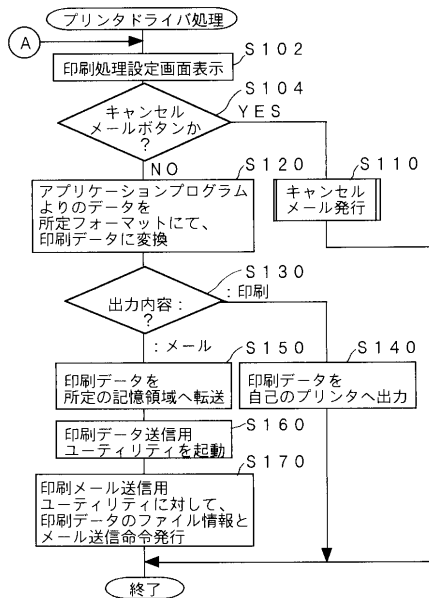 プリンタドライバ処理
A
S102
印刷処理設定画面表示
S104
キャンセル
メールボタンか
?
YES
NO
S120
アプリケーションプログラム
よりのデータを
所定フォーマットにて、
印刷データに変換
S110
キャンセル
メール発行
S130
出力内容:
?
:印刷
:メール
S150
印刷データを
所定の記憶領域へ転送
S140
印刷データを
自己のプリンタへ出力
S160
印刷データ送信用
ユーティリティを起動
S170
印刷メール送信用
ユーティリティに対して、
印刷データのファイル情報と
メール送信命令発行
終了